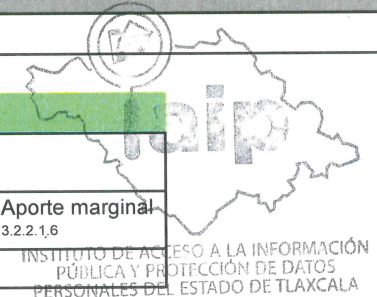 iaip
Aporte marginal
3.2.2.1,6
INSTITUTO DE ACCESO A LA INFORMACIÓN
PÚBLICA Y PROTECCIÓN DE DATOS
PERSONALES DEL ESTADO DE TLAXCALA